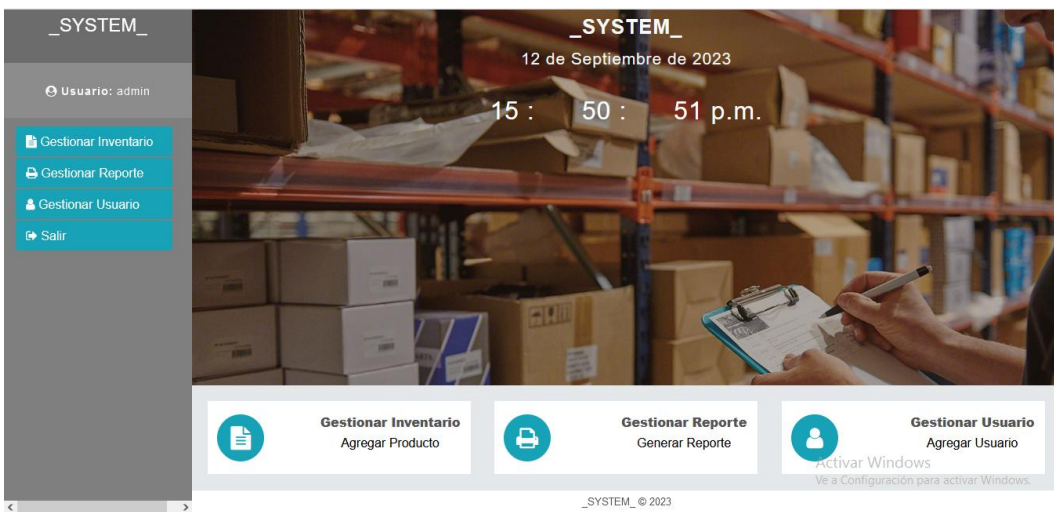 _SYSTEM_
Usuario: admin
Gestionar Inventario
Gestionar Reporte
Gestionar Usuario
Salir
_SYSTEM_
12 de Septiembre de 2023
15 : 50 : 51 p.m.
Gestionar Inventario
Agregar Producto
Gestionar Reporte
Generar Reporte
Gestionar Usuario
Agregar Usuario
Activar Windows
Ve a Configuración para activar Windows.
_SYSTEM_ © 2023